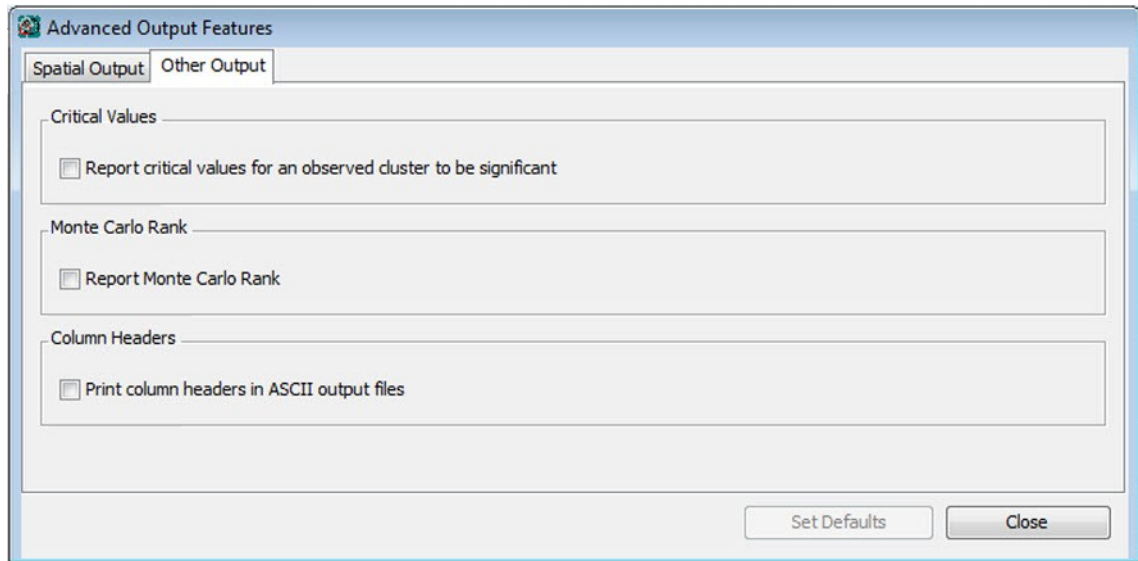 Advanced Output Features
Spatial Output
Other Output
Critical Values
Report critical values for an observed cluster to be significant
Monte Carlo Rank
Report Monte Carlo Rank
Column Headers
Print column headers in ASCII output files
Set Defaults
Close